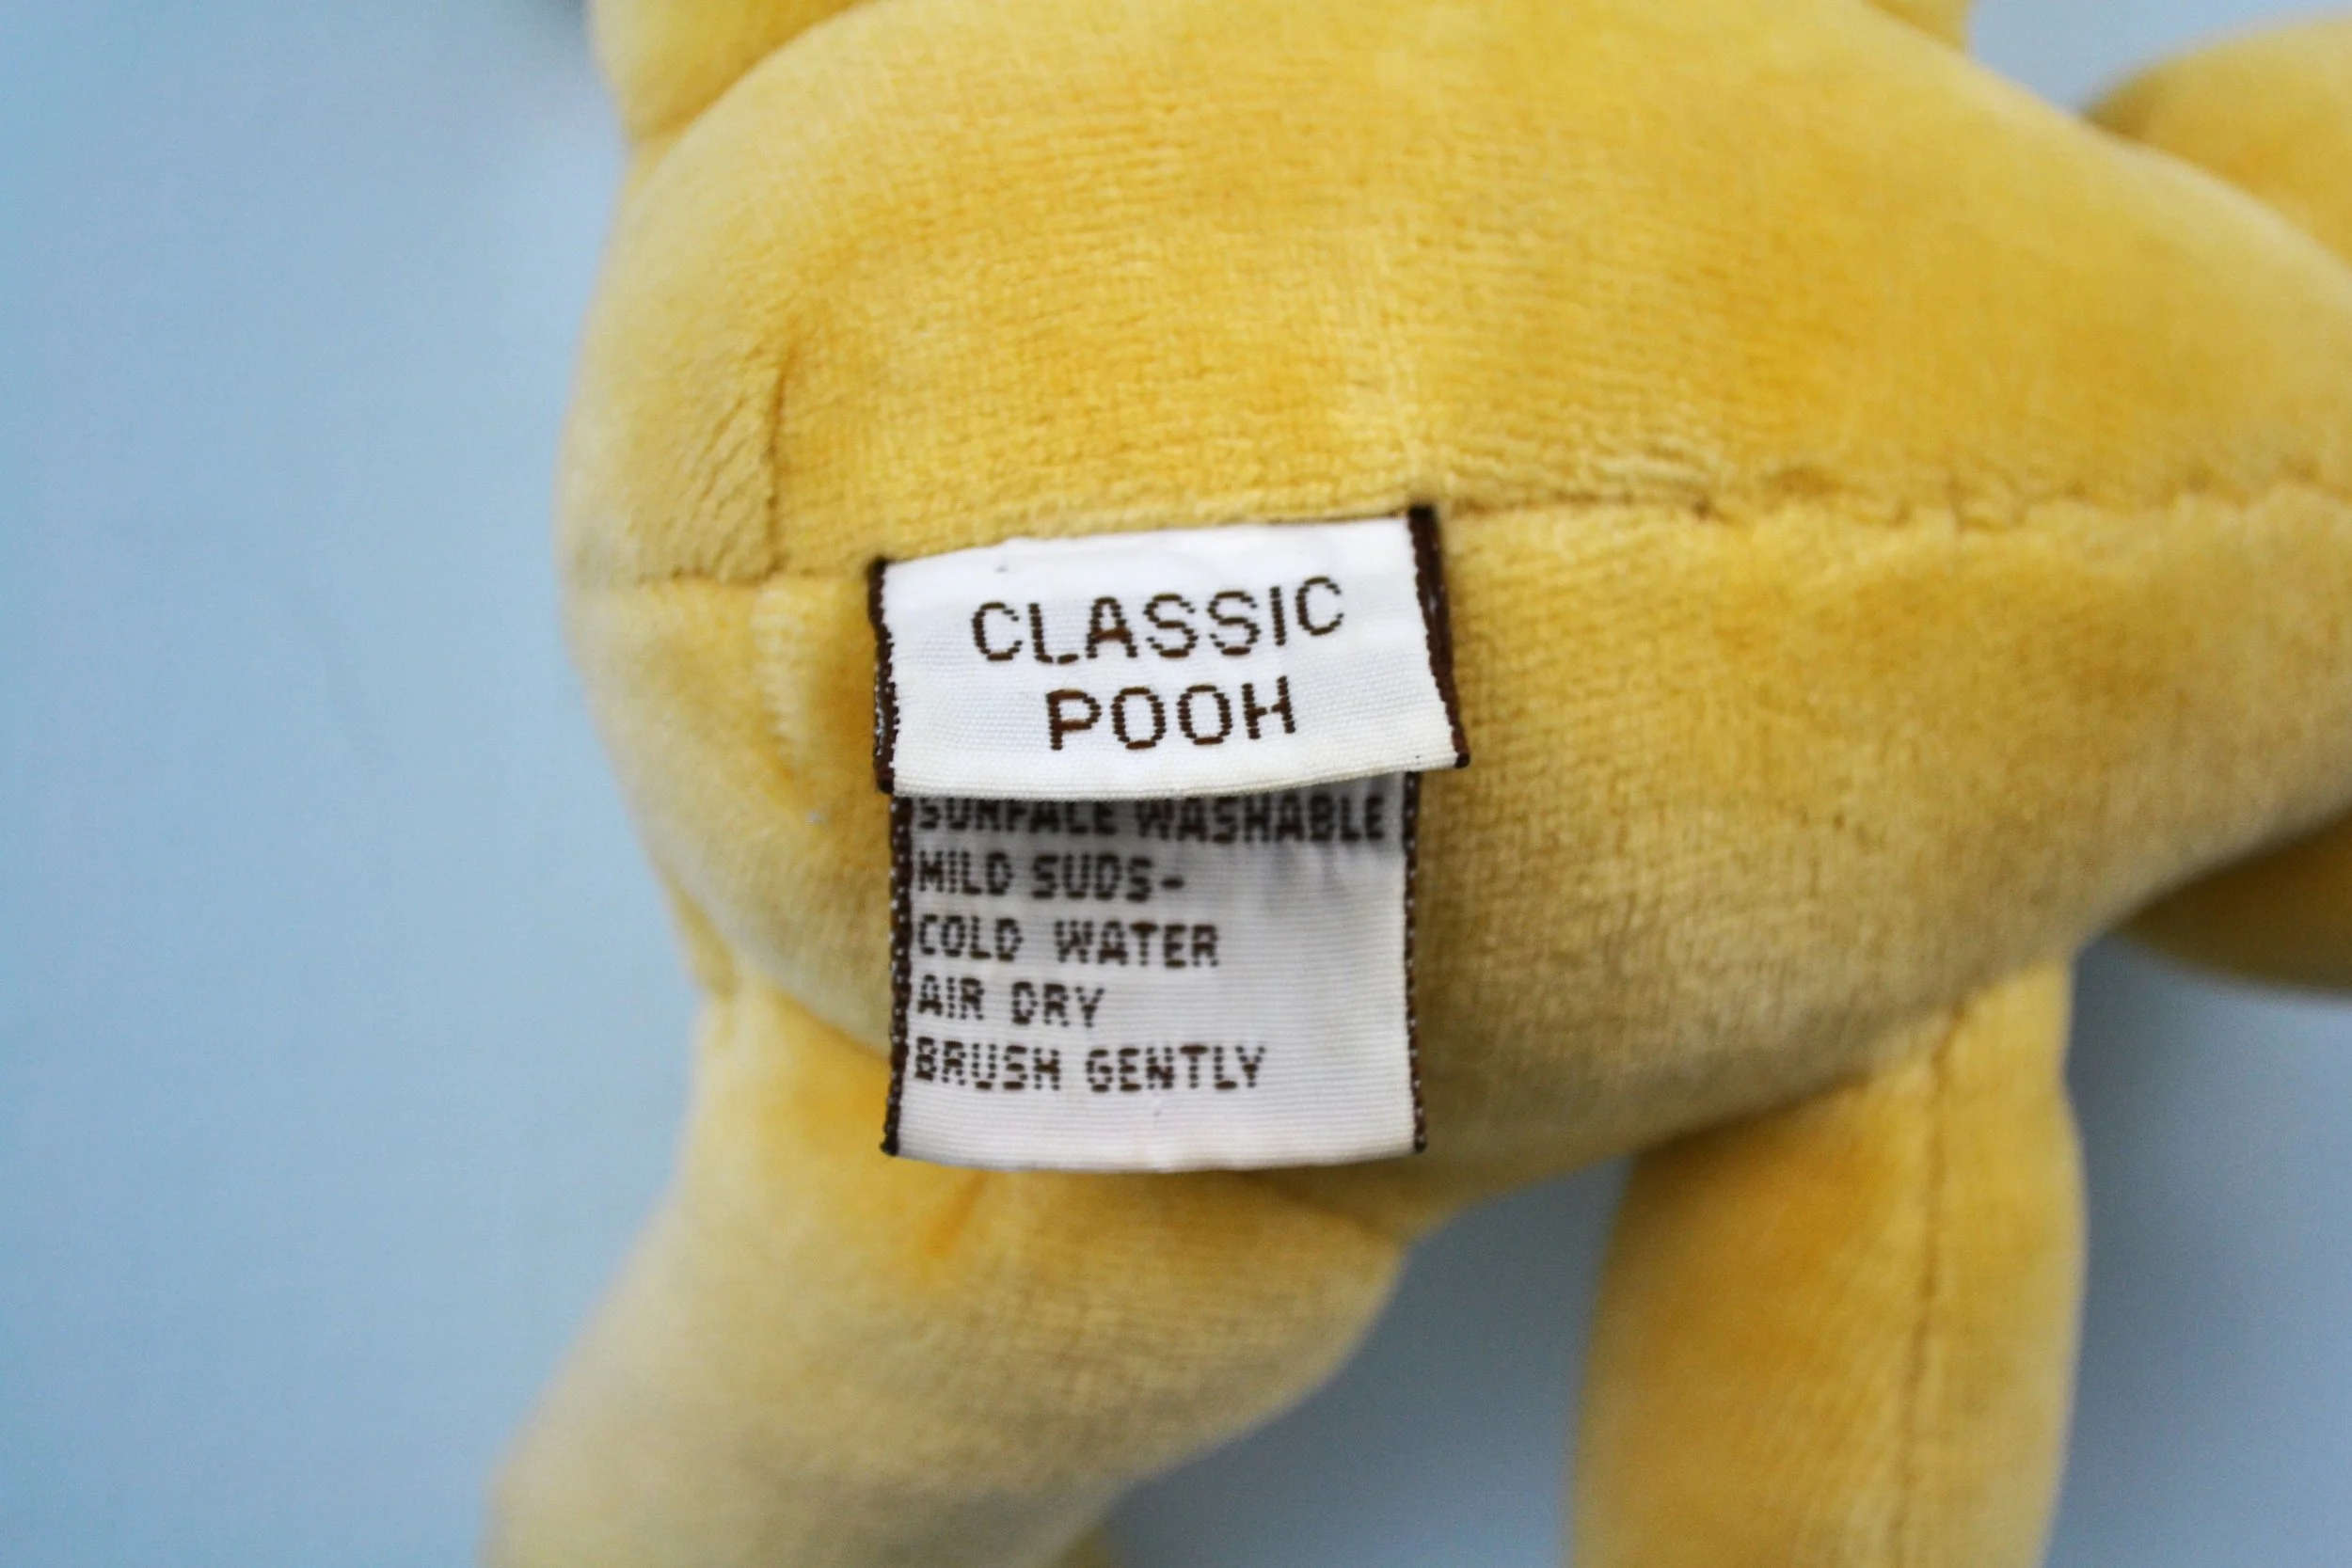 CLASSIC
POOH
SURFACE WASHABLE
MILD SUDS-
COLD WATER
AIR DRY
BRUSH GENTLY